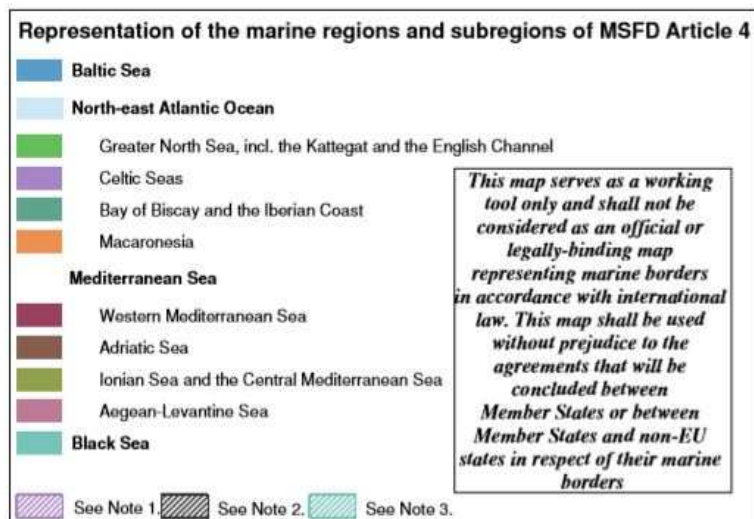 Representation of the marine regions and subregions of MSFD Article 4
Baltic Sea
North-east Atlantic Ocean
Greater North Sea, incl. the Kattegat and the English Channel
Celtic Seas
Bay of Biscay and the Iberian Coast
Macaronesia
Mediterranean Sea
Western Mediterranean Sea
Adriatic Sea
Ionian Sea and the Central Mediterranean Sea
Aegean-Levantine Sea
Black Sea
See Note 1. See Note 2. See Note 3.
This map serves as a working
tool only and shall not be
considered as an official or
legally-binding map
representing marine borders
in accordance with international
law. This map shall be used
without prejudice to the
agreements that will be
concluded between
Member States or between
Member States and non-EU
states in respect of their marine
borders